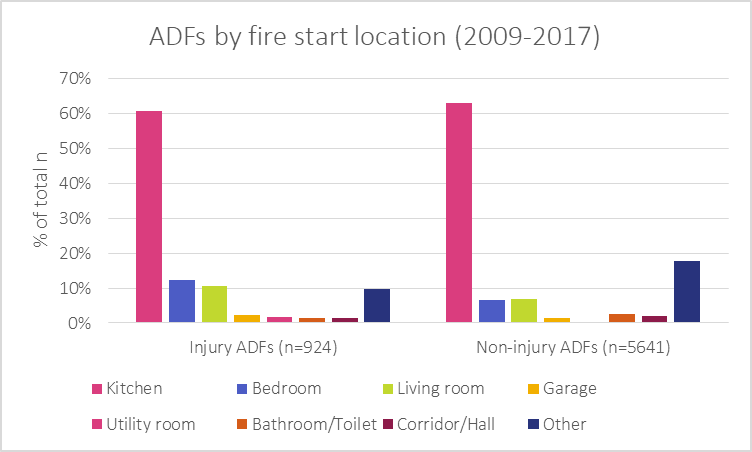 ADFs by fire start location (2009-2017)
% of total n
70%
60%
50%
40%
30%
20%
10%
0%
Injury ADFs (n=924) Non-injury ADFs (n=5641)
Kitchen Bedroom Living room Garage
Utility room Bathroom/Toilet Corridor/Hall Other